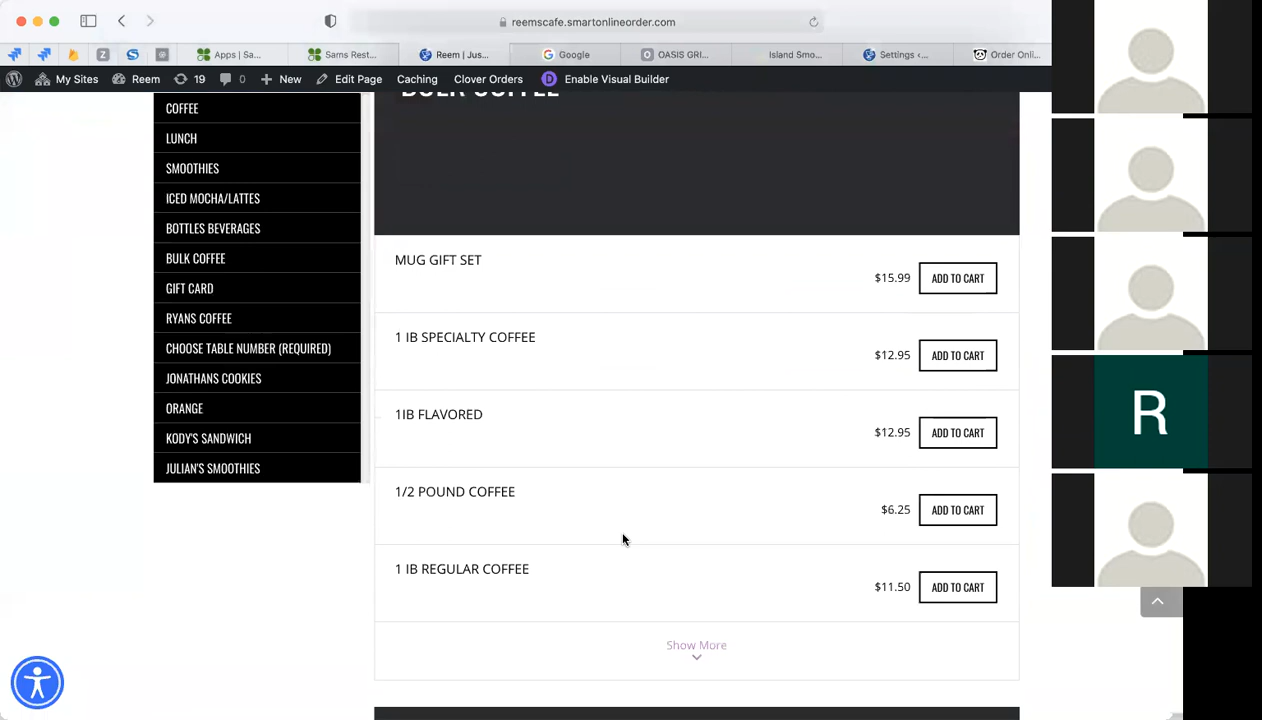 reemscafe.smartonlineorder.com
Apps | Sa...
Sams Rest...
Reem | Jus...
Google
OASIS GRI...
Island Smo...
Settings <...
Order Onli...
My Sites
Reem
19
0
New
Edit Page
Caching
Clover Orders
Enable Visual Builder
BULK COFFEE
COFFEE
LUNCH
SMOOTHIES
ICED MOCHA/LATTES
BOTTLES BEVERAGES
BULK COFFEE
GIFT CARD
RYANS COFFEE
CHOOSE TABLE NUMBER (REQUIRED)
JONATHANS COOKIES
ORANGE
KODY'S SANDWICH
JULIAN'S SMOOTHIES
MUG GIFT SET
$15.99 ADD TO CART
1 IB SPECIALTY COFFEE
$12.95 ADD TO CART
1IB FLAVORED
$12.95 ADD TO CART
1/2 POUND COFFEE
$6.25 ADD TO CART
1 IB REGULAR COFFEE
$11.50 ADD TO CART
Show More
R